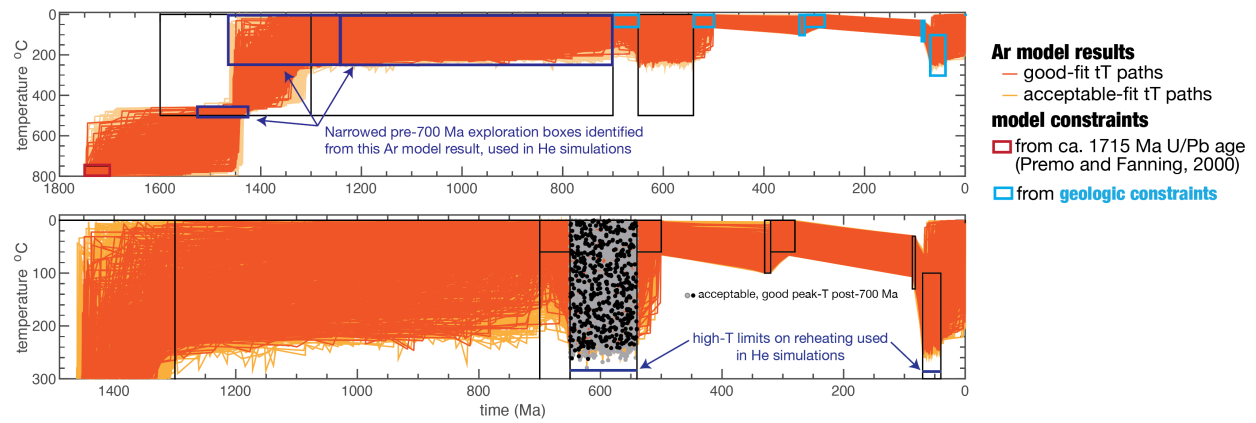 0
200
400
600
800
temperature °C
1800
1600
1400
1200
1000
800
600
400
200
0
Narrowed pre-700 Ma exploration boxes identified
from this Ar model result, used in He simulations
Ar model results
good-fit tT paths
acceptable-fit tT paths
model constraints
from ca. 1715 Ma U/Pb age
(Premo and Fanning, 2000)
from geologic constraints
0
100
200
300
temperature °C
acceptable, good peak-T post-700 Ma
high-T limits on reheating used
in He simulations
1400
1200
1000
800
600
400
200
0
time (Ma)